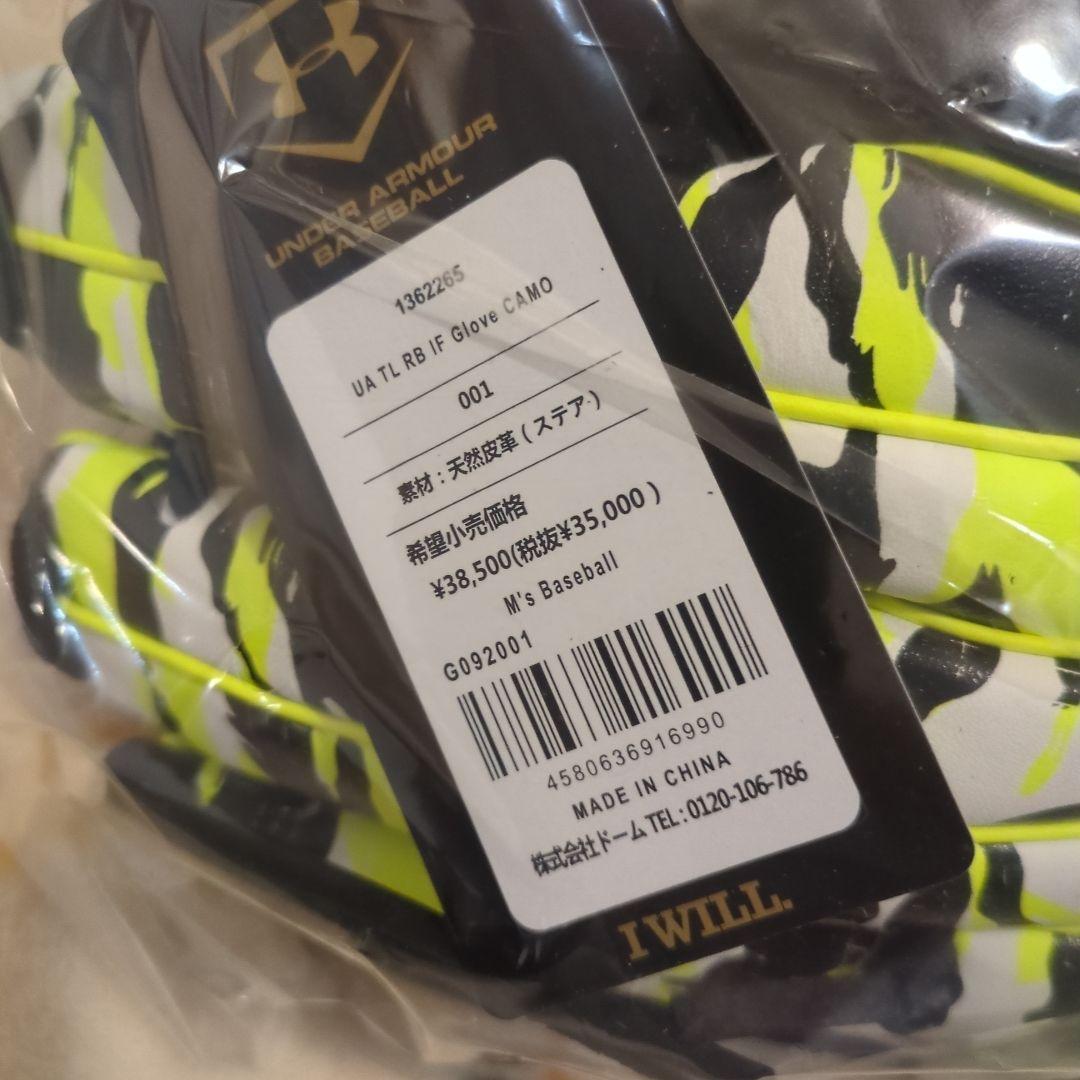 UNDER ARMOUR
BASEBALL
1362265
UA TL RB IF Glove CAMO
001
素材：天然皮革（ステア）
希望小売価格
¥38,500(税抜¥35,000）
M's Baseball
G092001
4580636916990
MADE IN CHINA
株式会社ドーム TEL：0120-106-786
I WILL.